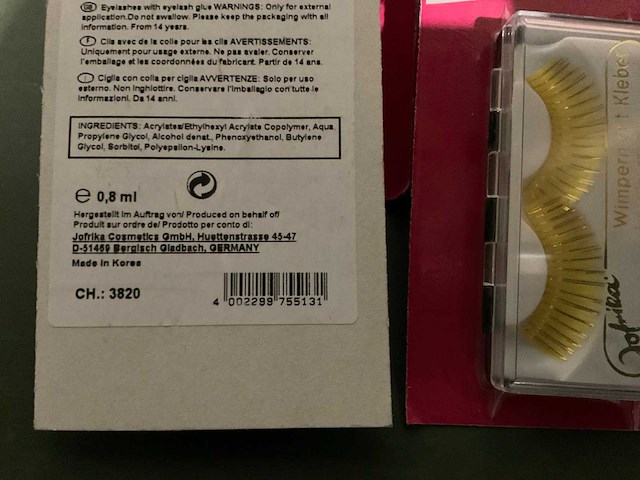 GB Eyelashes with eyelash glue WARNINGS: Only for external
application.Do not swallow. Please keep the packaging with all
information. From 14 years.
F Cils avec de la colle pour les cils AVERTISSEMENTS:
Uniquement pour usage externe. Ne pas avaler. Conserver
l'emballage et les coordonnées du fabricant. Partir de 14 ans.
I Ciglia con colla per ciglia AVVERTENZE: Solo per uso
esterno. Non inghiottire. Conservare l'imballagio con tutte le
informazioni. Da 14 anni.
INGREDIENTS: Acrylates/Ethylhexyl Acrylate Copolymer, Aqua,
Propylene Glycol, Alcohol denat., Phenoxyethanol, Butylene
Glycol, Sorbitol, Polyepsilon-Lysine.
e 0,8 ml
Hergestellt im Auftrag von/ Produced on behalf of/
Produit sur ordre de/ Prodotto per conto di:
Jofrika Cosmetics GmbH, Huettenstrasse 45-47
D-51469 Bergisch Gladbach, GERMANY
Made in Korea
CH.: 3820
4 002299 755131
Wimpern
t Kleber
Jofrika